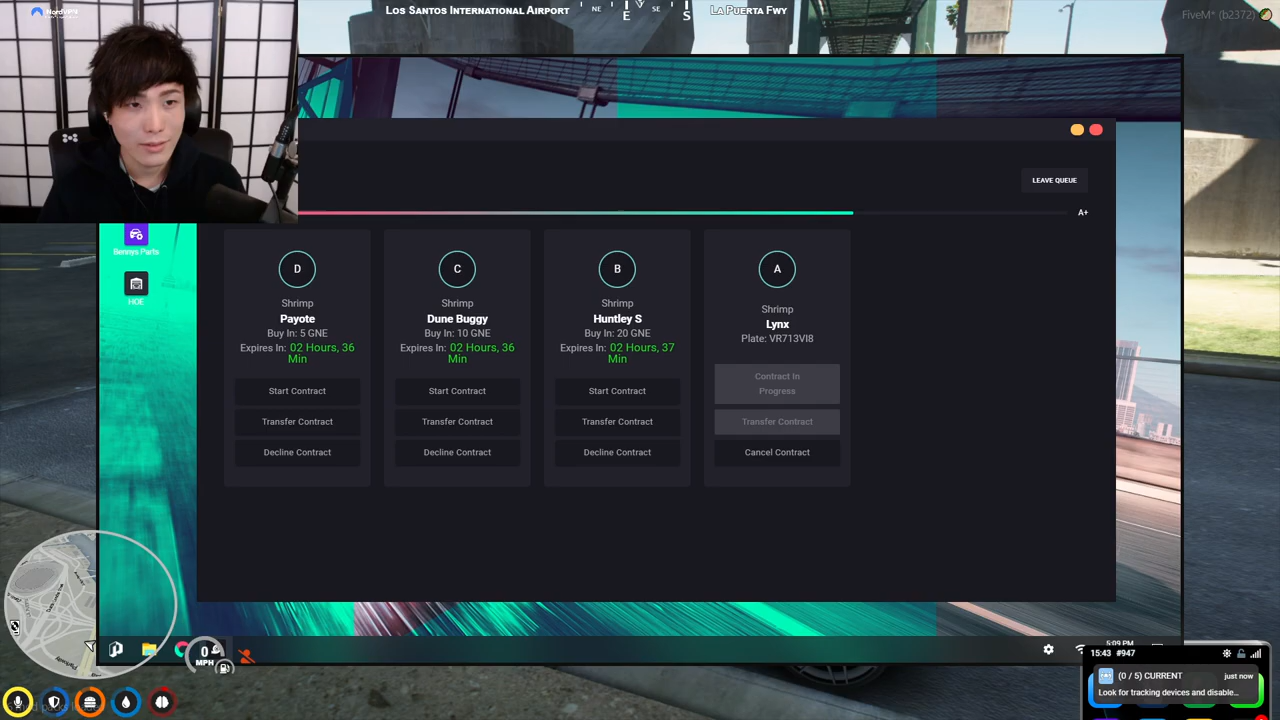 NordVPN
LOS SANTOS INTERNATIONAL AIRPORT
NE
E
SE
S
LA PUERTA FWY
FiveM* (b2372)
LEAVE QUEUE
A+
Bennys Parts
HOE
D
Shrimp
Payote
Buy In: 5 GNE
Expires In: 02 Hours, 36
Min
Start Contract
Transfer Contract
Decline Contract
C
Shrimp
Dune Buggy
Buy In: 10 GNE
Expires In: 02 Hours, 36
Min
Start Contract
Transfer Contract
Decline Contract
B
Shrimp
Huntley S
Buy In: 20 GNE
Expires In: 02 Hours, 37
Min
Start Contract
Transfer Contract
Decline Contract
A
Shrimp
Lynx
Plate: VR713VI8
Contract In
Progress
Transfer Contract
Cancel Contract
0
MPH
5:09 PM
15:43 #947
(0 / 5) CURRENT
just now
Look for tracking devices and disable...